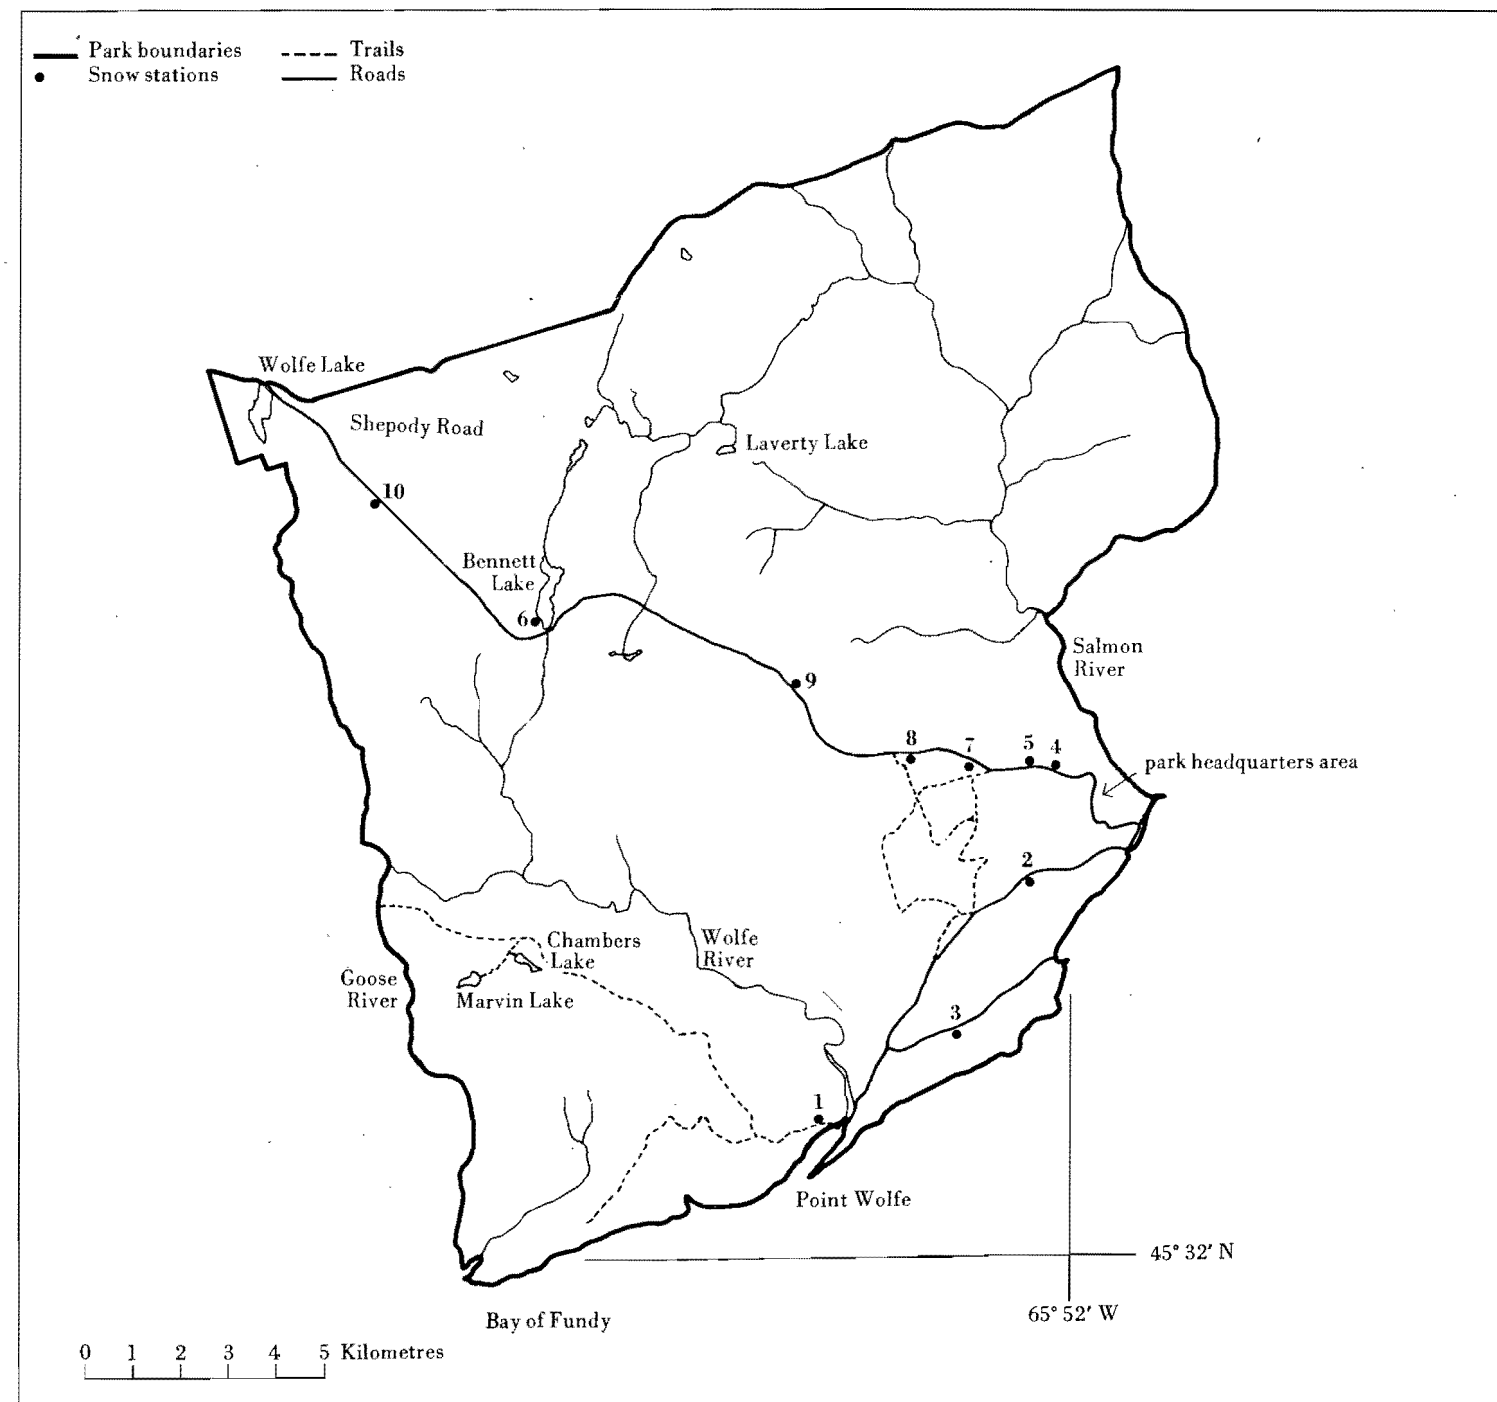 Park boundaries
Snow stations
Trails
Roads
Wolfe Lake
Shepody Road
Laverty Lake
10
Bennett
Lake
6
9
Salmon
River
8
7
5
4
park headquarters area
2
Chambers
Lake
Wolfe
River
Goose
River
Marvin Lake
3
1
Point Wolfe
45° 32' N
65° 52' W
Bay of Fundy
0 1 2 3 4 5 Kilometres